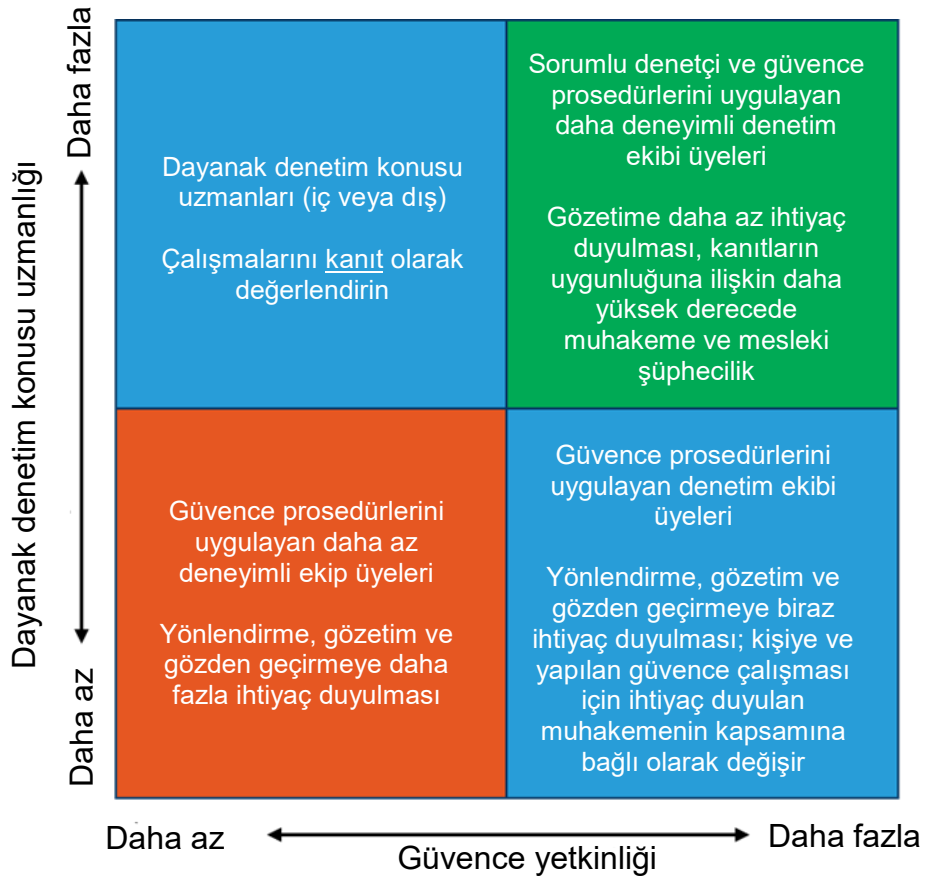 Daha fazla
Dayanak denetim konusu uzmanlığı
Daha az
Dayanak denetim konusu
uzmanları (iç veya dış)
Çalışmalarını kanıt olarak
değerlendirin
Sorumlu denetçi ve güvence
prosedürlerini uygulayan
daha deneyimli denetim
ekibi üyeleri
Gözetime daha az ihtiyaç
duyulması, kanıtların
uygunluğuna ilişkin daha
yüksek derecede
muhakeme ve mesleki
şüphecilik
Güvence prosedürlerini
uygulayan daha az
deneyimli ekip üyeleri
Yönlendirme, gözetim ve
gözden geçirmeye daha
fazla ihtiyaç duyulması
Güvence prosedürlerini
uygulayan denetim ekibi
üyeleri
Yönlendirme, gözetim ve
gözden geçirmeye biraz
ihtiyaç duyulması; kişiye ve
yapılan güvence çalışması
için ihtiyaç duyulan
muhakemenin kapsamına
bağlı olarak değişir
Daha az
Güvence yetkinliği
Daha fazla